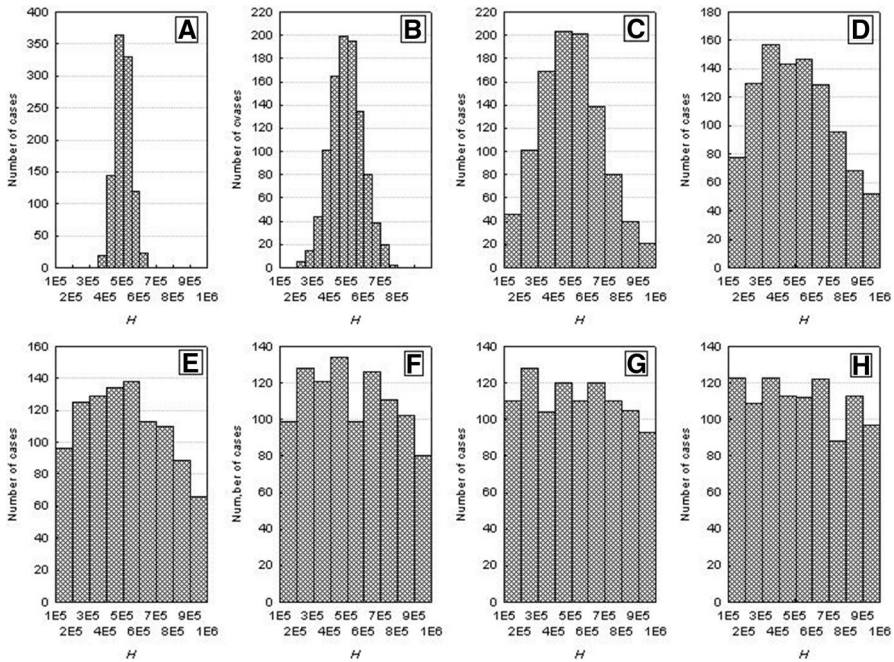 A
Number of cases
400
350
300
250
200
150
100
50
0
1E5 3E5 5E5 7E5 9E5
2E5 4E5 6E5 8E5 1E6
H
B
Number of cvases
220
200
180
160
140
120
100
80
60
40
20
0
1E5 3E5 5E5 7E5
2E5 4E5 6E5 8E5
H
C
Number of cases
220
200
180
160
140
120
100
80
60
40
20
0
1E5 3E5 5E5 7E5 9E5
2E5 4E5 6E5 8E5 1E6
H
D
Number of cases
180
160
140
120
100
80
60
40
20
0
1E5 3E5 5E5 7E5 9E5
2E5 4E5 6E5 8E5 1E6
H
E
Number of cases
160
140
120
100
80
60
40
20
0
1E5 3E5 5E5 7E5 9E5
2E5 4E5 6E5 8E5 1E6
H
F
Num,ber of cases
140
120
100
80
60
40
20
0
1E5 3E5 5E5 7E5 9E5
2E5 4E5 6E5 8E5 1E6
H
G
Number of cases
140
120
100
80
60
40
20
0
1E5 3E5 5E5 7E5 9E5
2E5 4E5 6E5 8E5 1E6
H
H
Number of cases
140
120
100
80
60
40
20
0
1E5 3E5 5E5 7E5 9E5
2E5 4E5 6E5 8E5 1E6
H